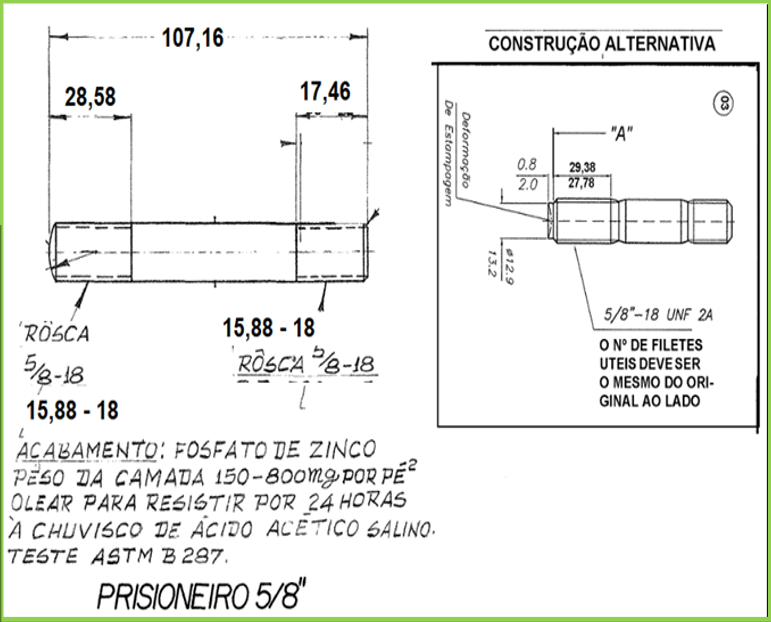 107,16
28,58
17,46
RÔSCA
5/8-18
15,88 - 18
15,88 - 18
RÔSCA 5/8-18
ACABAMENTO: FOSFATO DE ZINCO
PÊSO DA CAMADA 150-800mg POR PÉ²
OLEAR PARA RESISTIR POR 24 HORAS
À CHUVISCO DE ÁCIDO ACÉTICO SALINO.
TESTE ASTM B 287.
PRISIONEIRO 5/8"
CONSTRUÇÃO ALTERNATIVA
03
Deformação
De Estampagem
"A"
0.8
2.0
29,38
27,78
ø12.9
13.2
5/8"-18 UNF 2A
O Nº DE FILETES
UTEIS DEVE SER
O MESMO DO ORI-
GINAL AO LADO